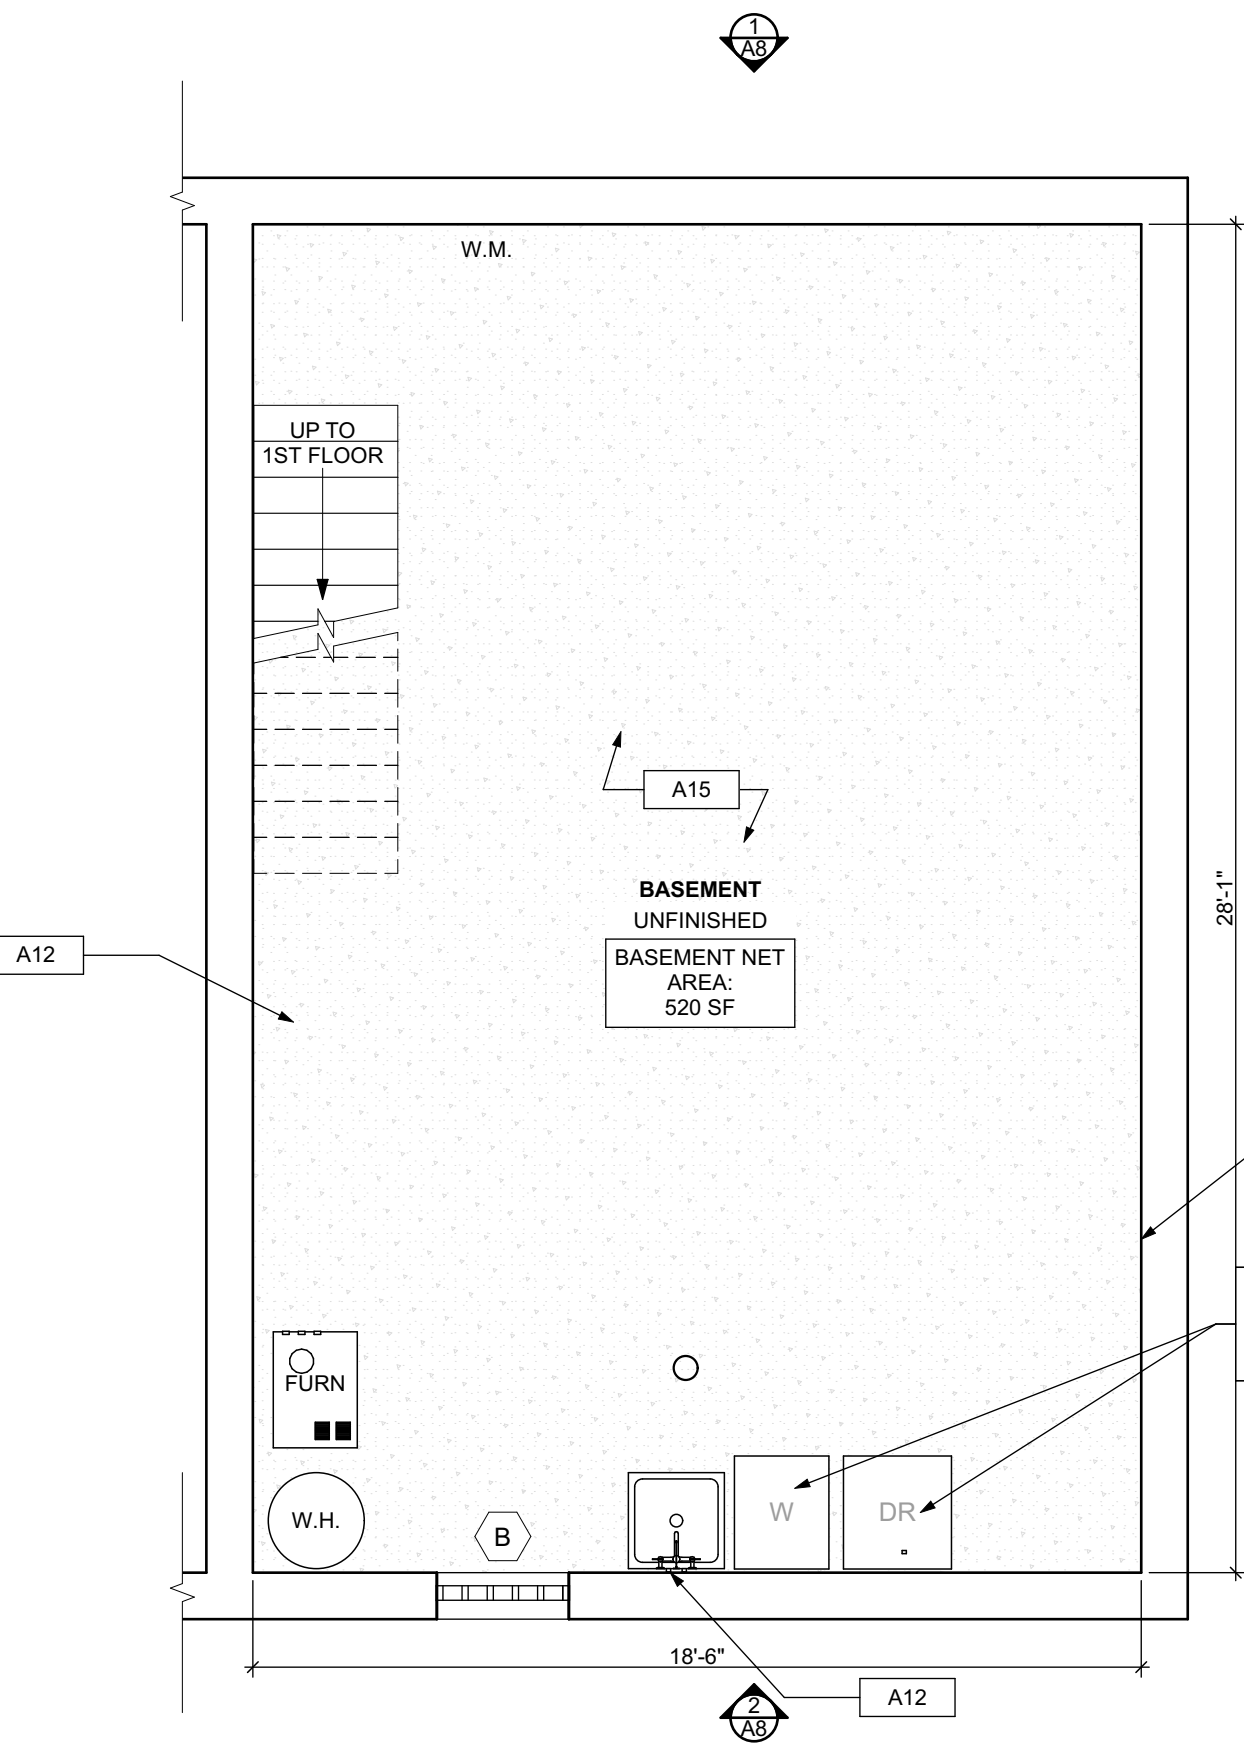 1
A8
W.M.
UP TO
1ST FLOOR
A15
BASEMENT
UNFINISHED
BASEMENT NET
AREA:
520 SF
28'-1"
A12
FURN
W.H.
B
W
DR
18'-6"
A12
2
A8